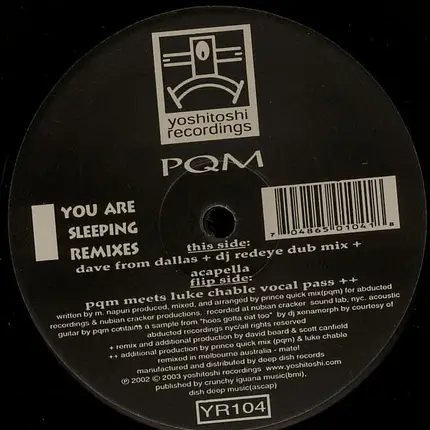 yoshitoshi
recordings
PQM
YOU ARE
SLEEPING
REMIXES
7 04865 01041 8
this side:
dave from dallas + dj redeye dub mix +
acapella
flip side:
pqm meets luke chable vocal pass ++
written by m. napuri produced, mixed, and arranged by prince quick mix(pqm) for abducted
recordings & nubian cracker productions. recorded at nubian cracker sound lab, nyc. acoustic
guitar by pqm contains a sample from "hoos gotta eat too" by dj xenamorph by courtesy of
abducted recordings nyc/all rights reserved
+ remix and additional production by david board & scott canfield
++ additional production by prince quick mix (pqm) & luke chable
remixed in melbourne australia - mate!
manufactured and distributed by deep dish records
℗ 2002 © 2003 yoshitoshi recordings www.yoshitoshi.com
published by crunchy iguana music(bmi),
dish deep music(ascap)
YR104